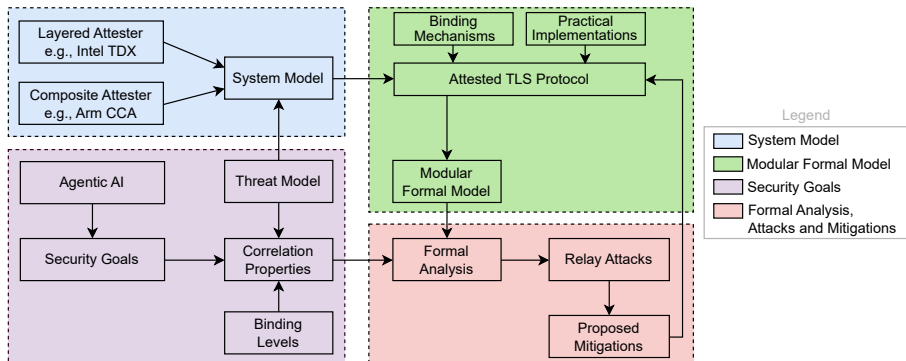 Layered Attester
e.g., Intel TDX
Composite Attester
e.g., Arm CCA
System Model
Binding
Mechanisms
Practical
Implementations
Attested TLS Protocol
Modular
Formal Model
Agentic AI
Security Goals
Threat Model
Correlation
Properties
Binding
Levels
Formal
Analysis
Relay Attacks
Proposed
Mitigations
Legend
System Model
Modular Formal Model
Security Goals
Formal Analysis,
Attacks and Mitigations